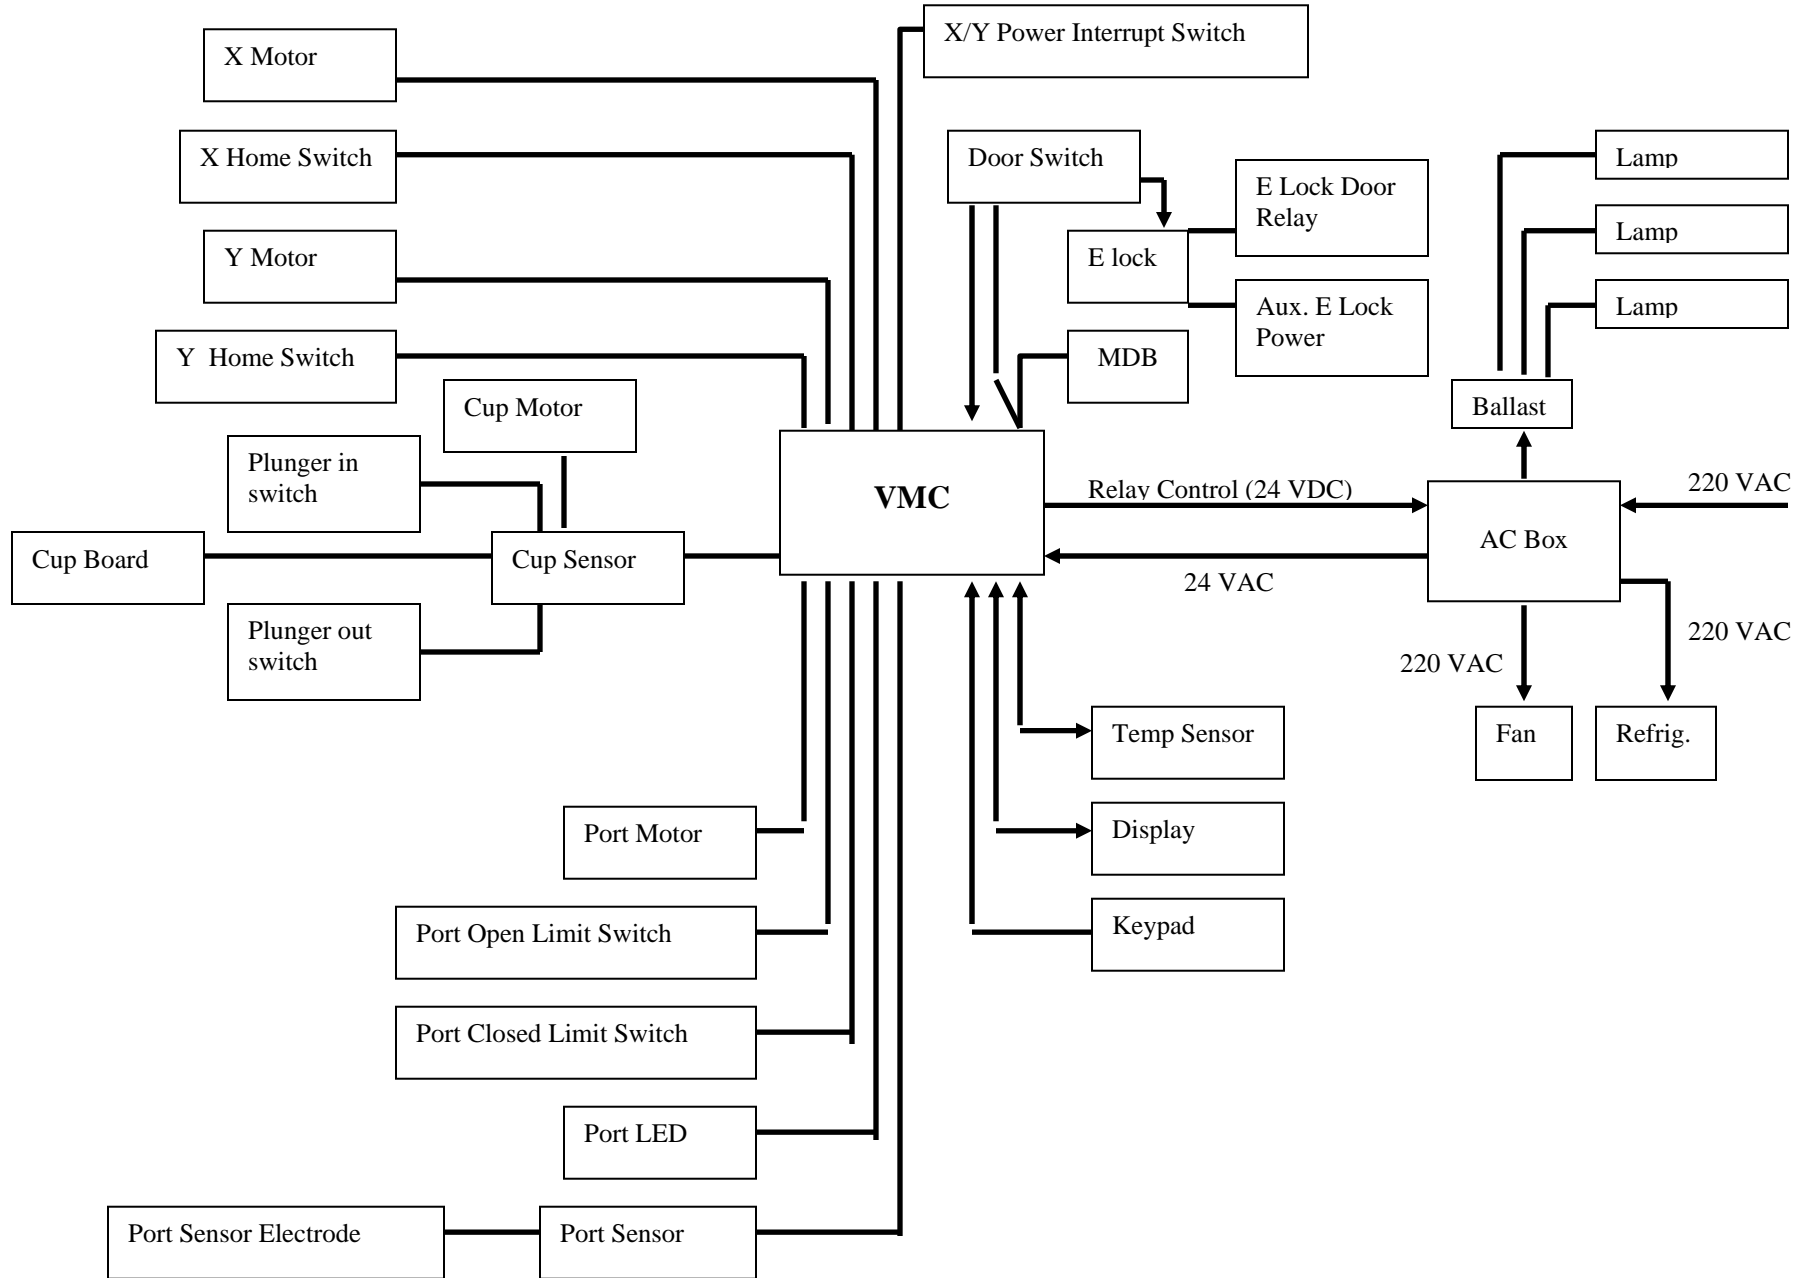 X/Y Power Interrupt Switch
X Motor
X Home Switch
Door Switch
Lamp
E Lock Door
Relay
Lamp
Y Motor
E lock
Lamp
Aux. E Lock
Power
Y  Home Switch
MDB
Cup Motor
Ballast
Plunger in
switch
VMC
Relay Control (24 VDC)
220 VAC
AC Box
Cup Board
Cup Sensor
24 VAC
Plunger out
switch
220 VAC
220 VAC
Temp Sensor
Fan
Refrig.
Port Motor
Display
Port Open Limit Switch
Keypad
Port Closed Limit Switch
Port LED
Port Sensor Electrode
Port Sensor